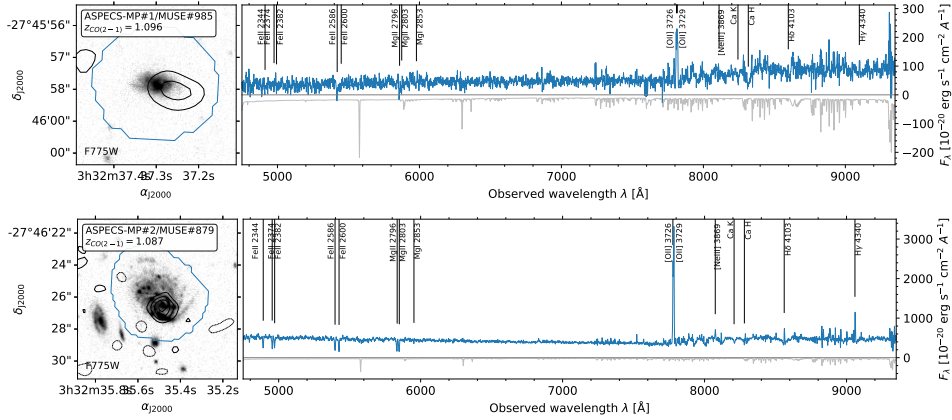 ASPECS-MP#1/MUSE#985
z_CO(2−1) = 1.096
F775W
-27°45'56"
57"
58"
46'00"
00"
δJ2000
3h32m37.4s 37.3s 37.2s
αJ2000
FeII 2344
FeII 2374
FeII 2382
FeII 2586
FeII 2600
MgII 2796
MgII 2803
MgI 2853
[OII] 3726
[OII] 3729
[NeIII] 3869
Ca K
Ca H
Hδ 4103
Hγ 4340
300
200
100
0
−100
−200
Fλ [10−20 erg s−1 cm−2 A−1]
5000 6000 7000 8000 9000
Observed wavelength λ [Å]
ASPECS-MP#2/MUSE#879
z_CO(2−1) = 1.087
F775W
-27°46'22"
24"
26"
28"
30"
δJ2000
3h32m35.8s 35.6s 35.4s 35.2s
αJ2000
FeII 2344
FeII 2374
FeII 2382
FeII 2586
FeII 2600
MgII 2796
MgII 2803
MgI 2853
[OII] 3726
[OII] 3729
[NeIII] 3869
Ca K
Ca H
Hδ 4103
Hγ 4340
3000
2000
1000
0
Fλ [10−20 erg s−1 cm−2 A−1]
5000 6000 7000 8000 9000
Observed wavelength λ [Å]